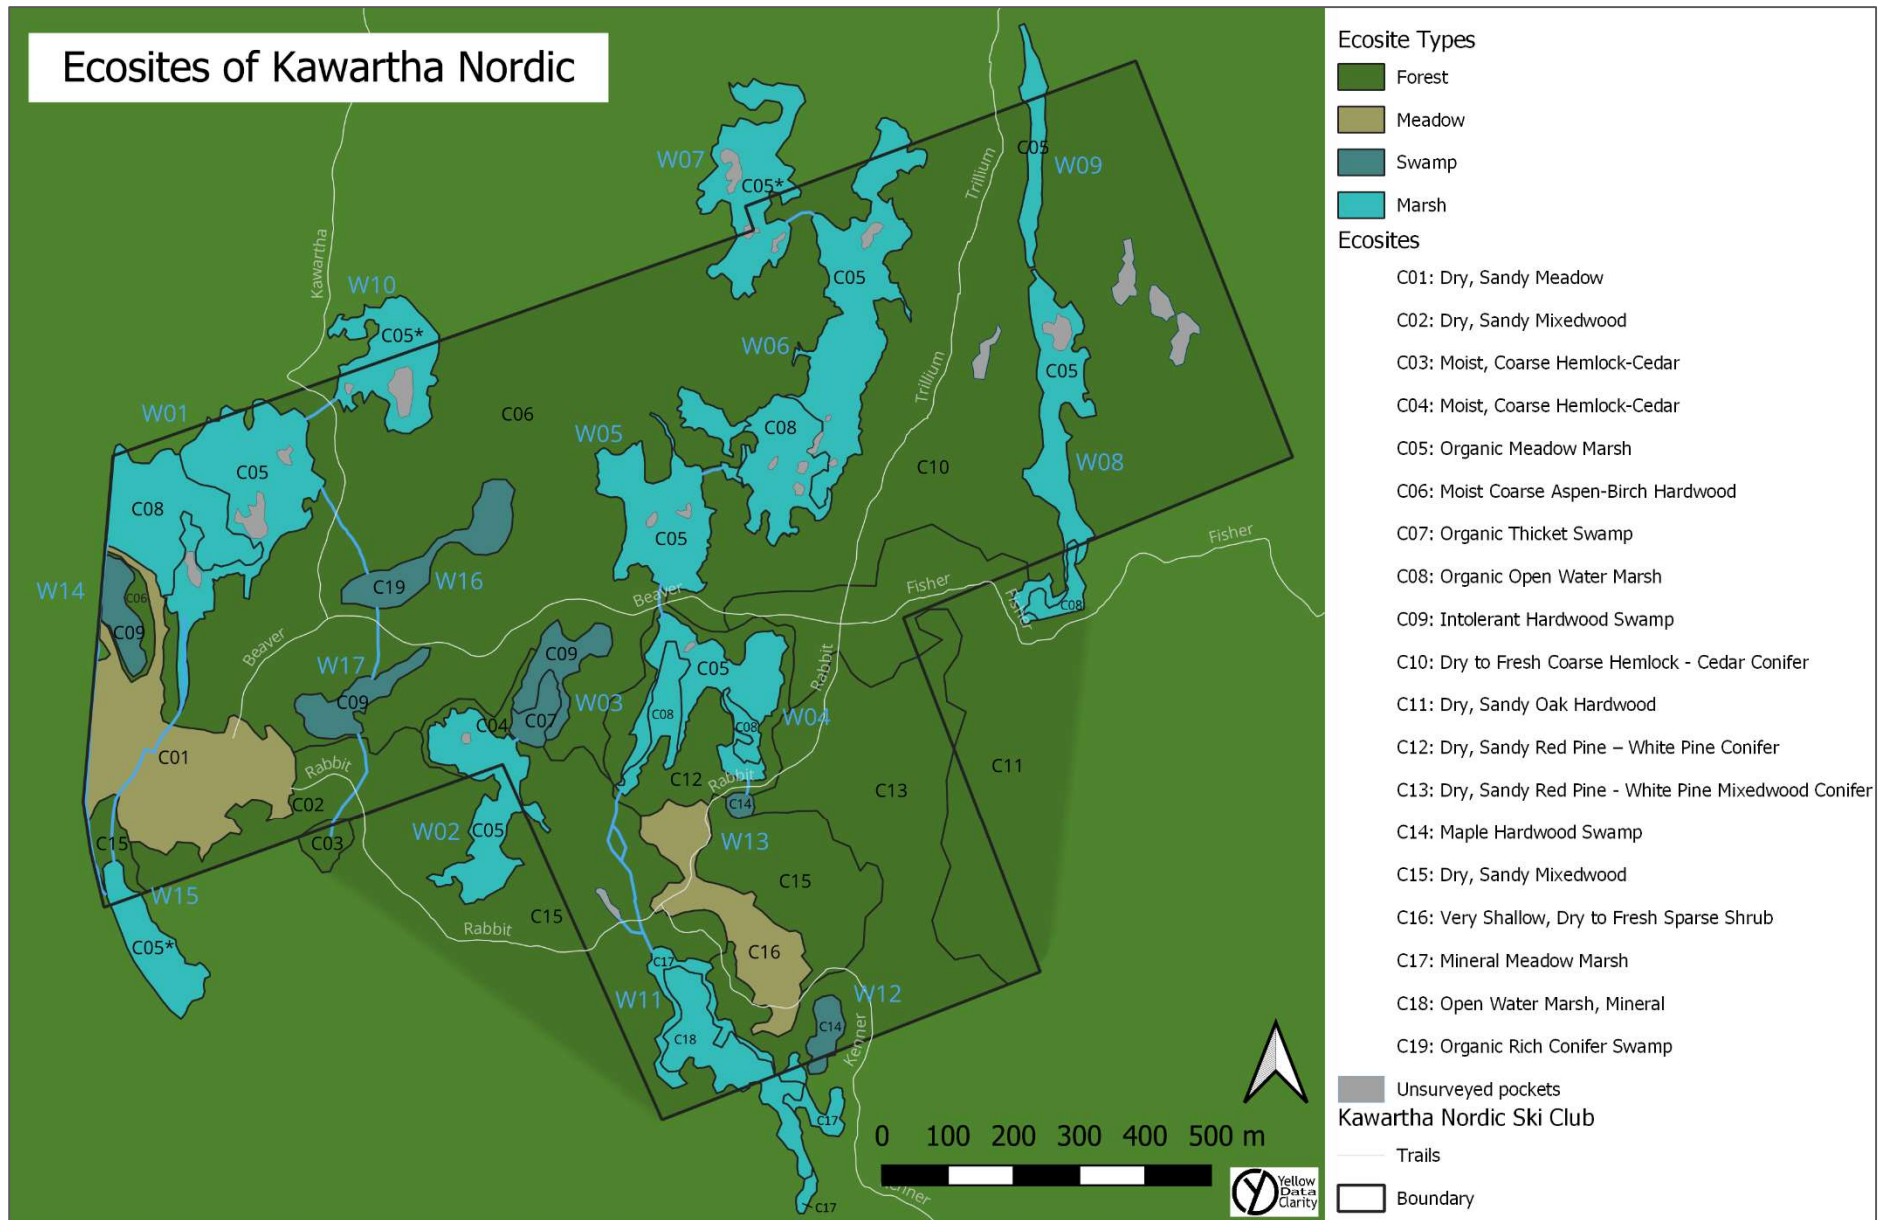 Ecosites of Kawartha Nordic
W07
C05*
Trillium
C05
W09
Kawartha
W10
C05*
C05
W06
Trillium
C05
W01
C06
W05
C08
C05
C08
C10
W08
C05
Fisher
W14
C06
C09
C19
W16
Beaver
Fisher
Fisher
C08
Beaver
W17
C09
C09
C05
Rabbit
C04
C07
W03
C08
C08
W04
C01
Rabbit
C02
C12
Rabbit
C14
C13
C11
C15
C03
W02
C05
W13
C15
W15
C15
Rabbit
C05*
C16
C17
W11
W12
C14
C18
Kenner
C17
C17
Kenner
0 100 200 300 400 500 m
Yellow
Data
Clarity
Ecosite Types
Forest
Meadow
Swamp
Marsh
Ecosites
C01: Dry, Sandy Meadow
C02: Dry, Sandy Mixedwood
C03: Moist, Coarse Hemlock-Cedar
C04: Moist, Coarse Hemlock-Cedar
C05: Organic Meadow Marsh
C06: Moist Coarse Aspen-Birch Hardwood
C07: Organic Thicket Swamp
C08: Organic Open Water Marsh
C09: Intolerant Hardwood Swamp
C10: Dry to Fresh Coarse Hemlock - Cedar Conifer
C11: Dry, Sandy Oak Hardwood
C12: Dry, Sandy Red Pine – White Pine Conifer
C13: Dry, Sandy Red Pine - White Pine Mixedwood Conifer
C14: Maple Hardwood Swamp
C15: Dry, Sandy Mixedwood
C16: Very Shallow, Dry to Fresh Sparse Shrub
C17: Mineral Meadow Marsh
C18: Open Water Marsh, Mineral
C19: Organic Rich Conifer Swamp
Unsurveyed pockets
Kawartha Nordic Ski Club
Trails
Boundary